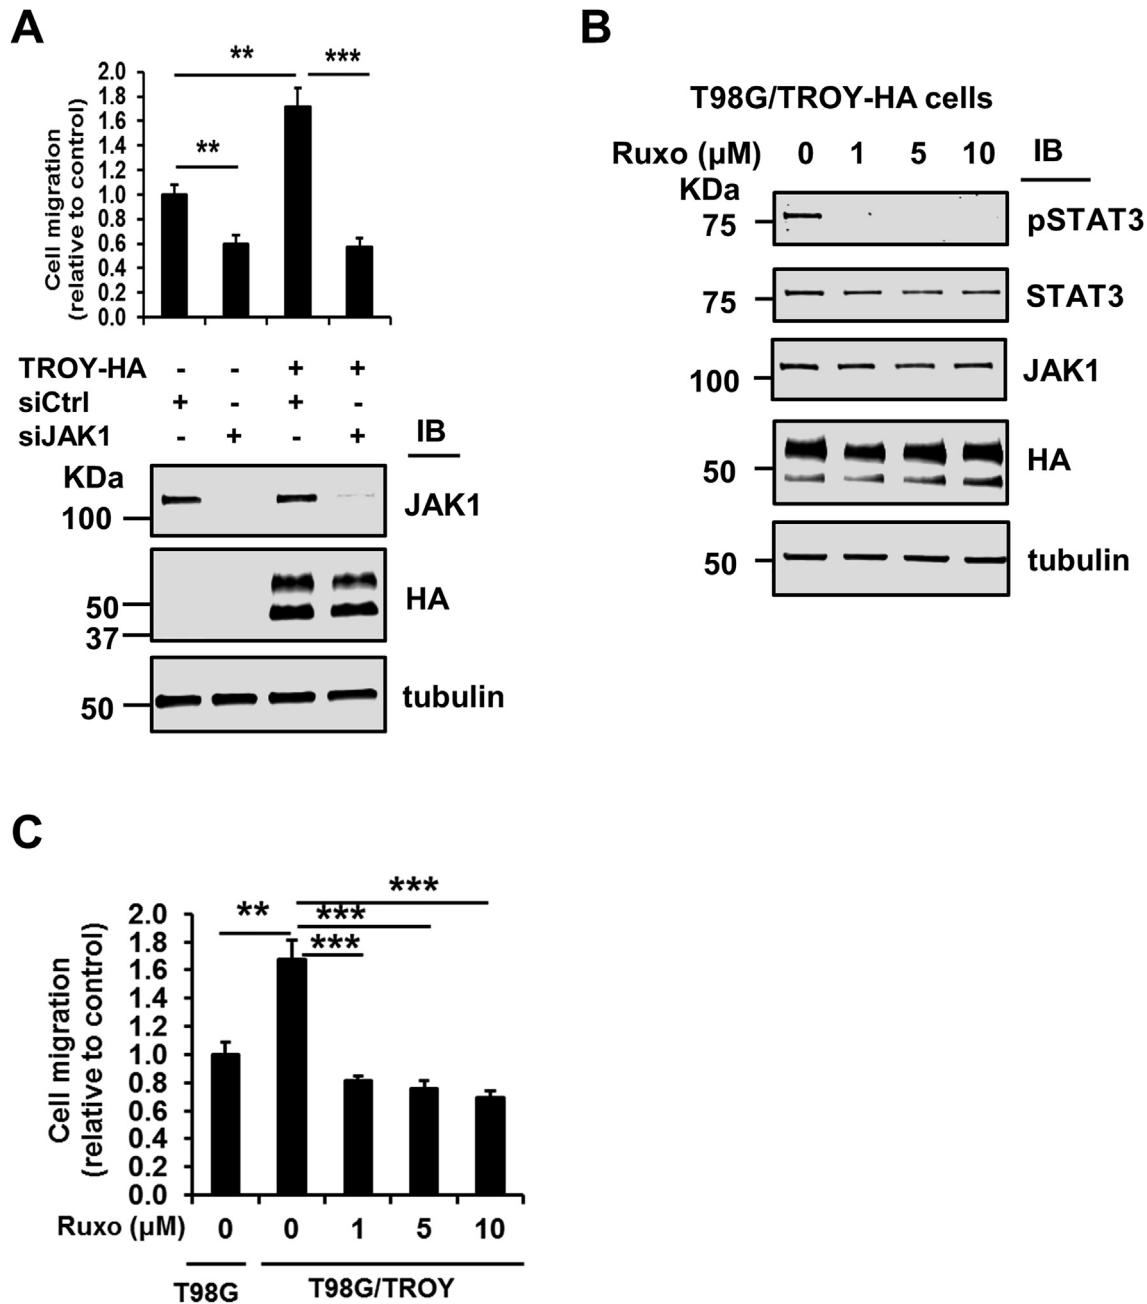 A
** ***
**
2.0
1.8
1.6
1.4
1.2
1.0
0.8
0.6
0.4
0.2
0.0
Cell migration
(relative to control)
TROY-HA - - + +
siCtrl + - + -
siJAK1 - + - +
IB
KDa
100
JAK1
50
37
HA
50
tubulin
B
T98G/TROY-HA cells
Ruxo (μM) 0 1 5 10 IB
KDa
75
pSTAT3
75
STAT3
100
JAK1
50
HA
50
tubulin
C
***
** ***
***
2.0
1.8
1.6
1.4
1.2
1.0
0.8
0.6
0.4
0.2
0.0
Cell migration
(relative to control)
Ruxo (μM) 0 0 1 5 10
T98G T98G/TROY